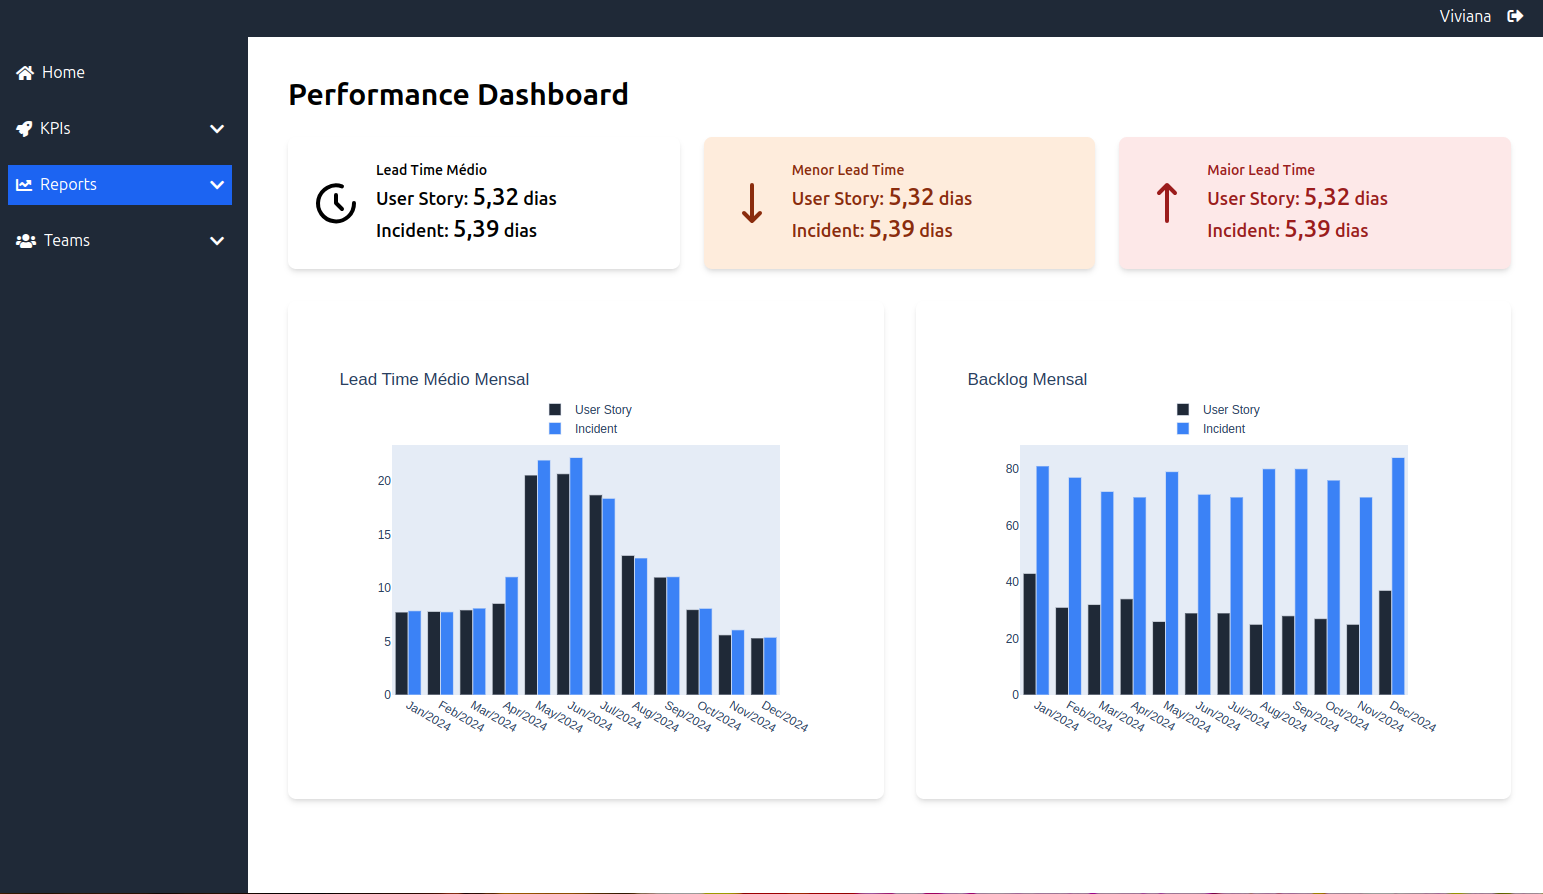 Viviana
Home
KPIs
Reports
Teams
Performance Dashboard
Lead Time Médio
User Story: 5,32 dias
Incident: 5,39 dias
Menor Lead Time
User Story: 5,32 dias
Incident: 5,39 dias
Maior Lead Time
User Story: 5,32 dias
Incident: 5,39 dias
Lead Time Médio Mensal
User Story
Incident
20
15
10
5
0
Jan/2024
Feb/2024
Mar/2024
Apr/2024
May/2024
Jun/2024
Jul/2024
Aug/2024
Sep/2024
Oct/2024
Nov/2024
Dec/2024
Backlog Mensal
User Story
Incident
80
60
40
20
0
Jan/2024
Feb/2024
Mar/2024
Apr/2024
May/2024
Jun/2024
Jul/2024
Aug/2024
Sep/2024
Oct/2024
Nov/2024
Dec/2024